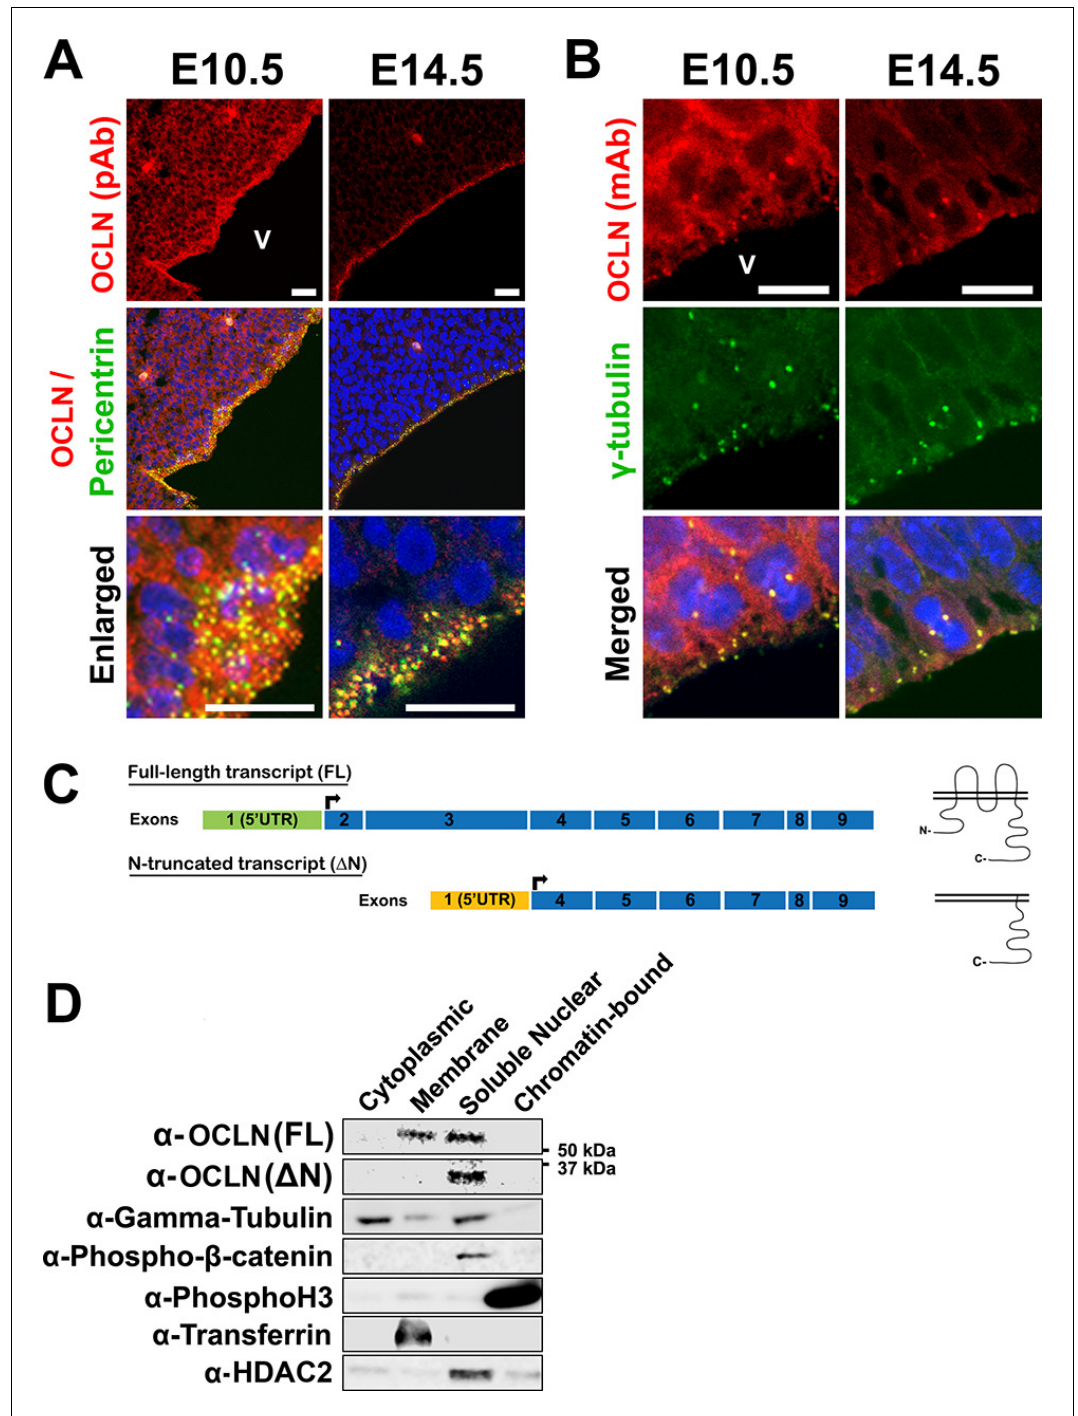 A
E10.5
E14.5
OCLN (pAb)
V
OCLN /
Pericentrin
Enlarged
B
E10.5
E14.5
OCLN (mAb)
V
γ-tubulin
Merged
C
Full-length transcript (FL)
Exons 1 (5'UTR) 2 3 4 5 6 7 8 9
N-
C-
N-truncated transcript (ΔN)
Exons 1 (5'UTR) 4 5 6 7 8 9
C-
D
Cytoplasmic
Membrane
Soluble Nuclear
Chromatin-bound
α-OCLN(FL)
50 kDa
α-OCLN(ΔN)
37 kDa
α-Gamma-Tubulin
α-Phospho-β-catenin
α-PhosphoH3
α-Transferrin
α-HDAC2